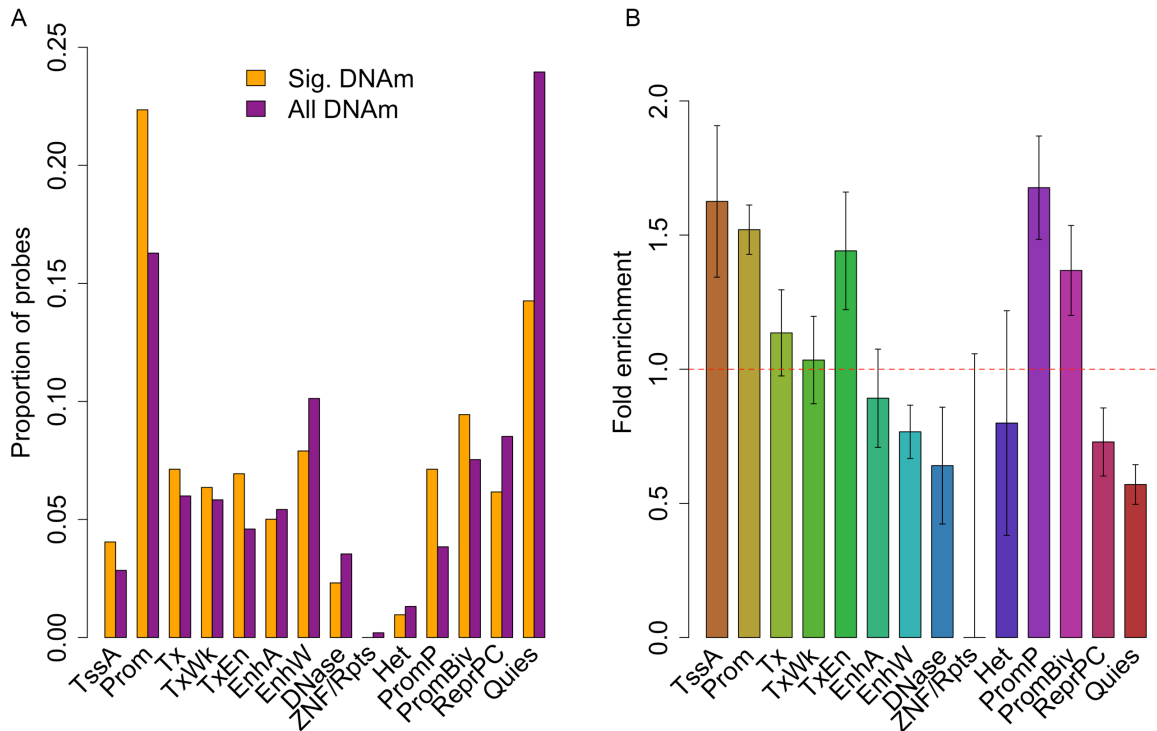 A
Proportion of probes
0.25
0.20
0.15
0.10
0.05
0.00
Sig. DNAm
All DNAm
TssA
Prom
Tx
TxWk
TxEn
EnhA
EnhW
DNase
ZNF/Rpts
Het
PromP
PromBiv
ReprPC
Quies
B
Fold enrichment
2.0
1.5
1.0
0.5
0.0
TssA
Prom
Tx
TxWk
TxEn
EnhA
EnhW
DNase
ZNF/Rpts
Het
PromP
PromBiv
ReprPC
Quies